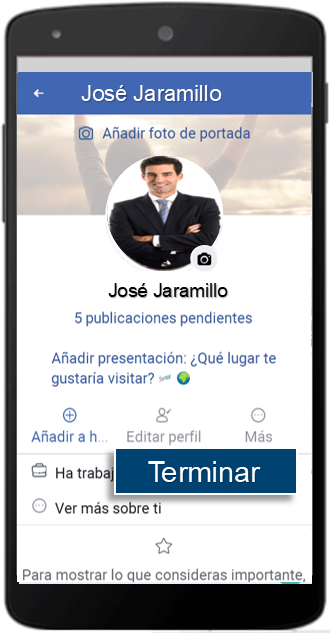 José Jaramillo
Añadir foto de portada
José Jaramillo
5 publicaciones pendientes
Añadir presentación: ¿Qué lugar te
gustaría visitar?
Añadir a h...
Editar perfil
Más
Ha trabaj
Terminar
Ver más sobre ti
Para mostrar lo que consideras importante,